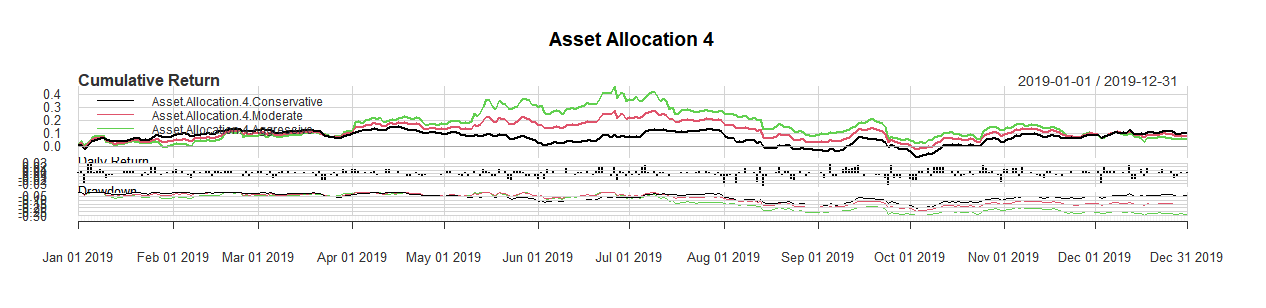 Asset Allocation 4
Cumulative Return
2019-01-01 / 2019-12-31
0.4
0.3
0.2
0.1
0.0
Asset.Allocation.4.Conservative
Asset.Allocation.4.Moderate
Asset.Allocation.4.Aggressive
Daily Return
Drawdown
Jan 01 2019 Feb 01 2019 Mar 01 2019 Apr 01 2019 May 01 2019 Jun 01 2019 Jul 01 2019 Aug 01 2019 Sep 01 2019 Oct 01 2019 Nov 01 2019 Dec 01 2019 Dec 31 2019